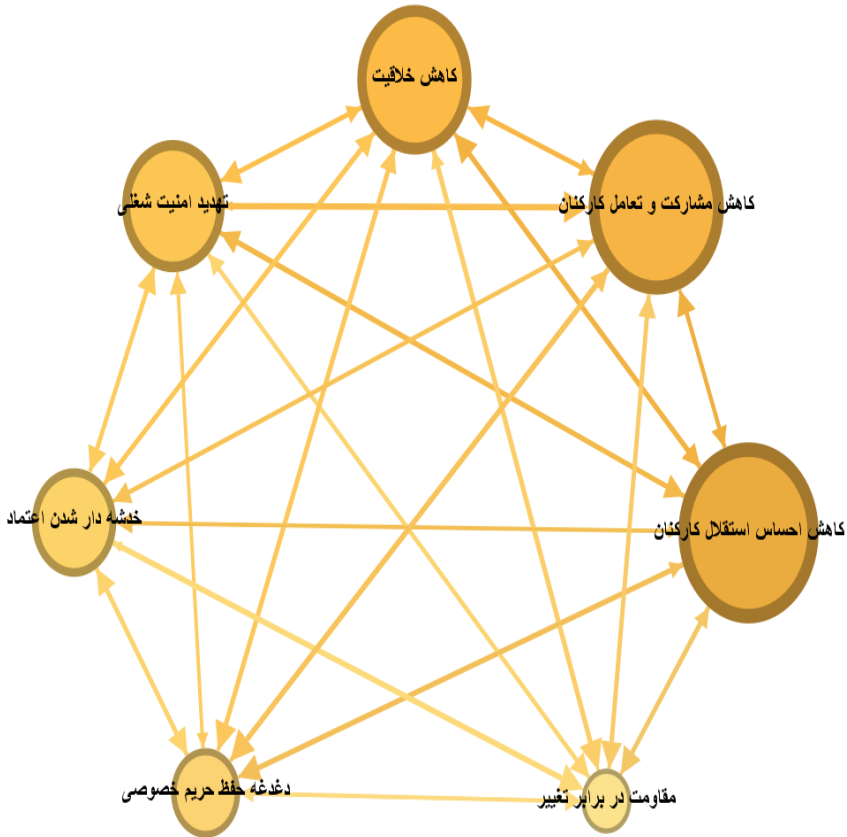 کاهش خلاقیت
تهدید امنیت شغلی
کاهش مشارکت و تعامل کارکنان
خدشه دار شدن اعتماد
کاهش احساس استقلال کارکنان
دغدغه حفظ حریم خصوصی
مقاومت در برابر تغییر